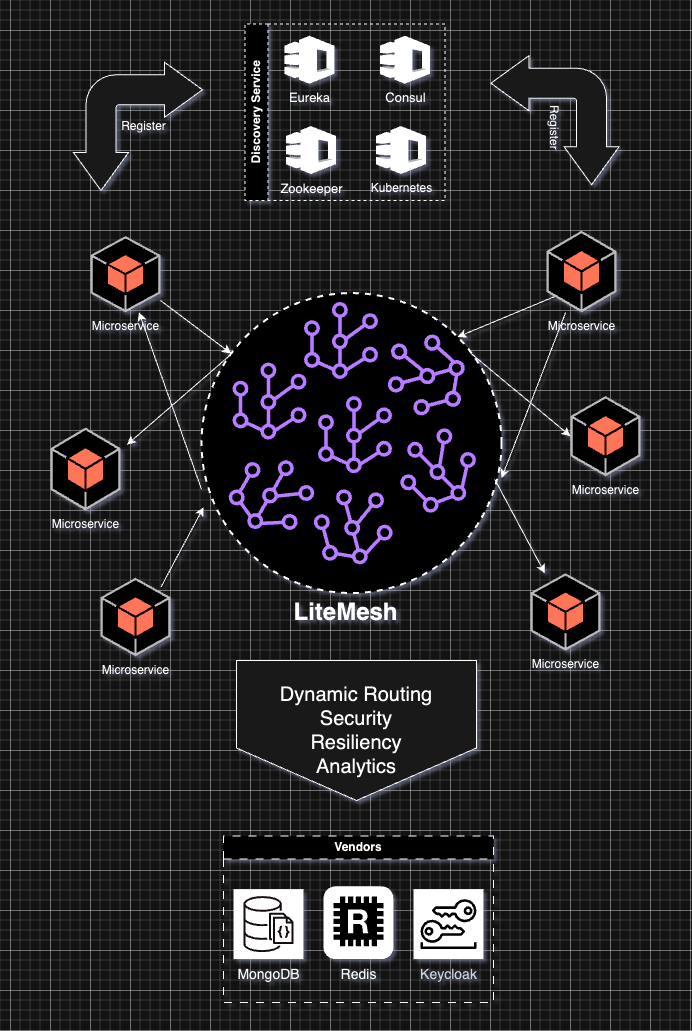 Discovery Service
Eureka
Consul
Zookeeper
Kubernetes
Register
Register
Microservice
Microservice
Microservice
Microservice
Microservice
Microservice
LiteMesh
Dynamic Routing
Security
Resiliency
Analytics
Vendors
{}
R
MongoDB
Redis
Keycloak